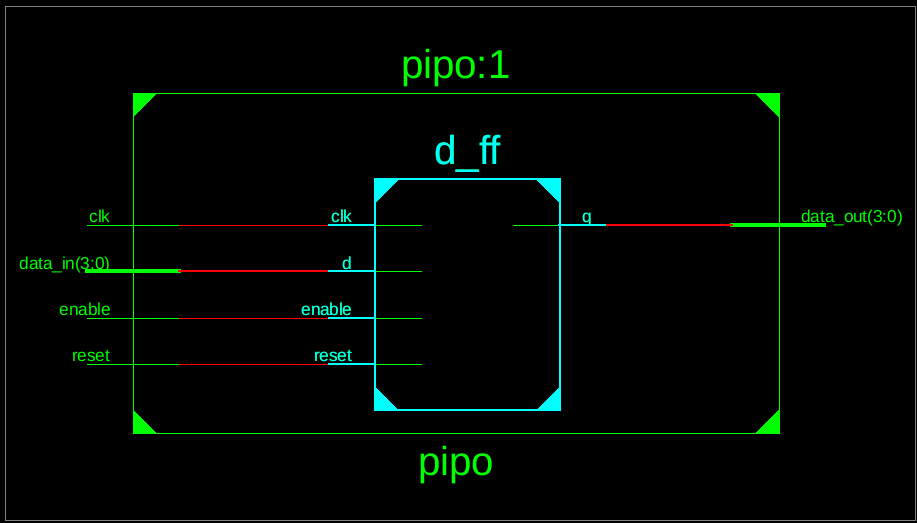 pipo:1
d_ff
clk
clk
q
data_out(3:0)
data_in(3:0)
d
enable
enable
reset
reset
pipo